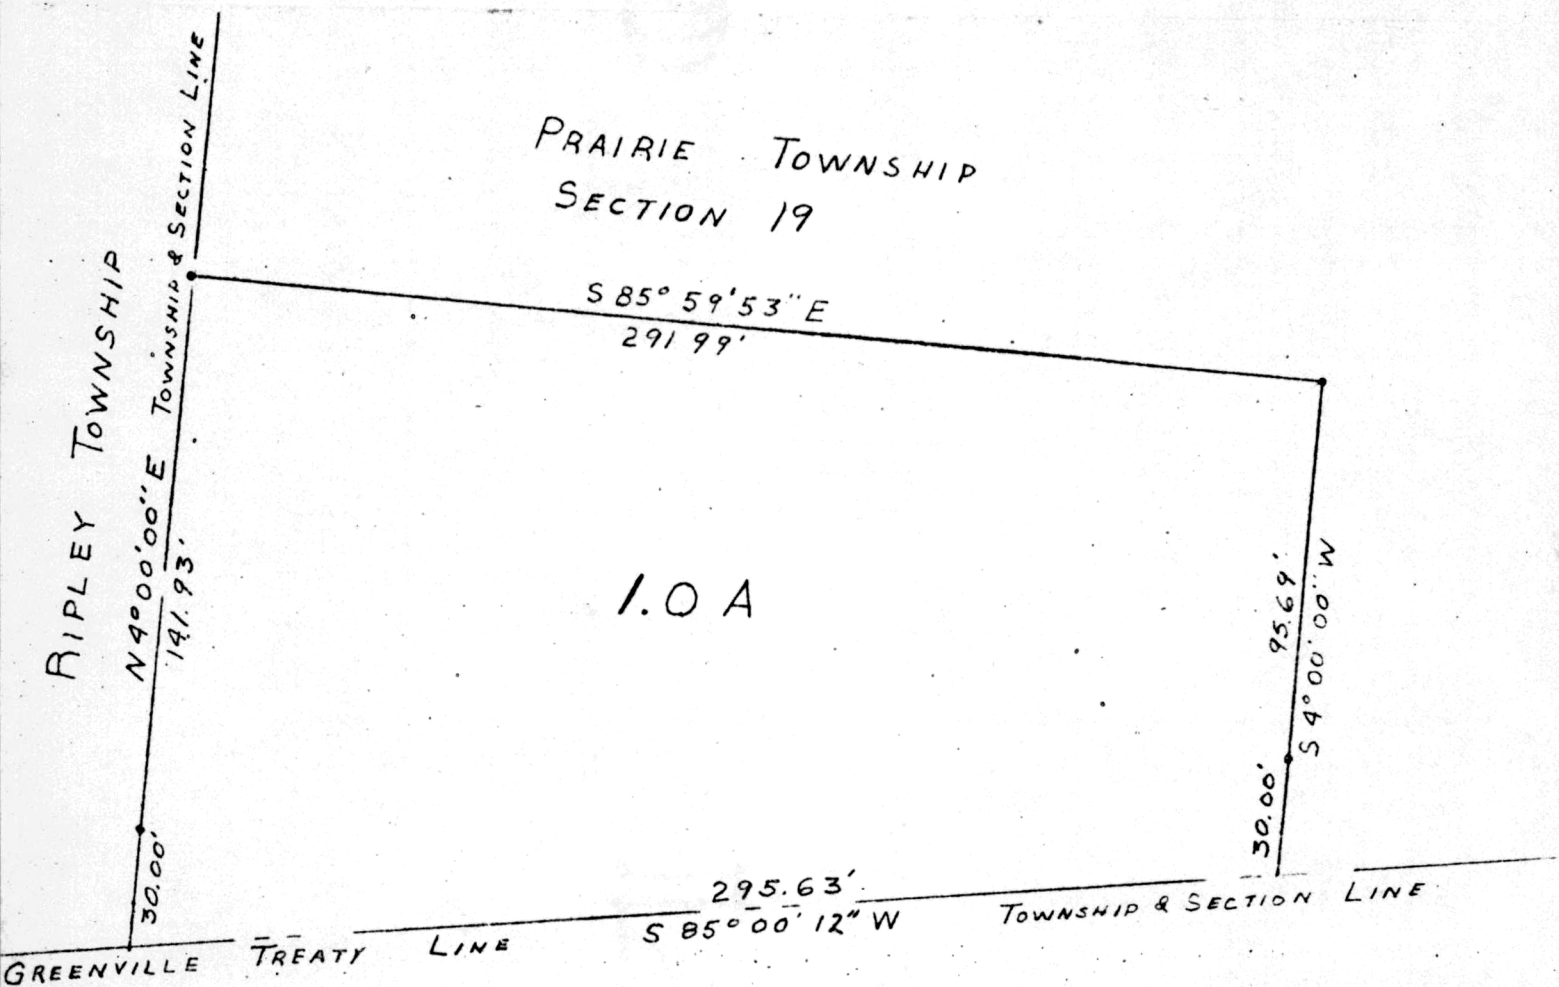 PRAIRIE TOWNSHIP
SECTION 19
TOWNSHIP & SECTION LINE
RIPLEY TOWNSHIP
S 85° 59' 53" E
291.99'
N 4° 00' 00" E
141.93'
1.0 A
95.69'
S 4° 00' 00" W
30.00'
30.00'
295.63'
S 85° 00' 12" W
TOWNSHIP & SECTION LINE
GREENVILLE TREATY LINE